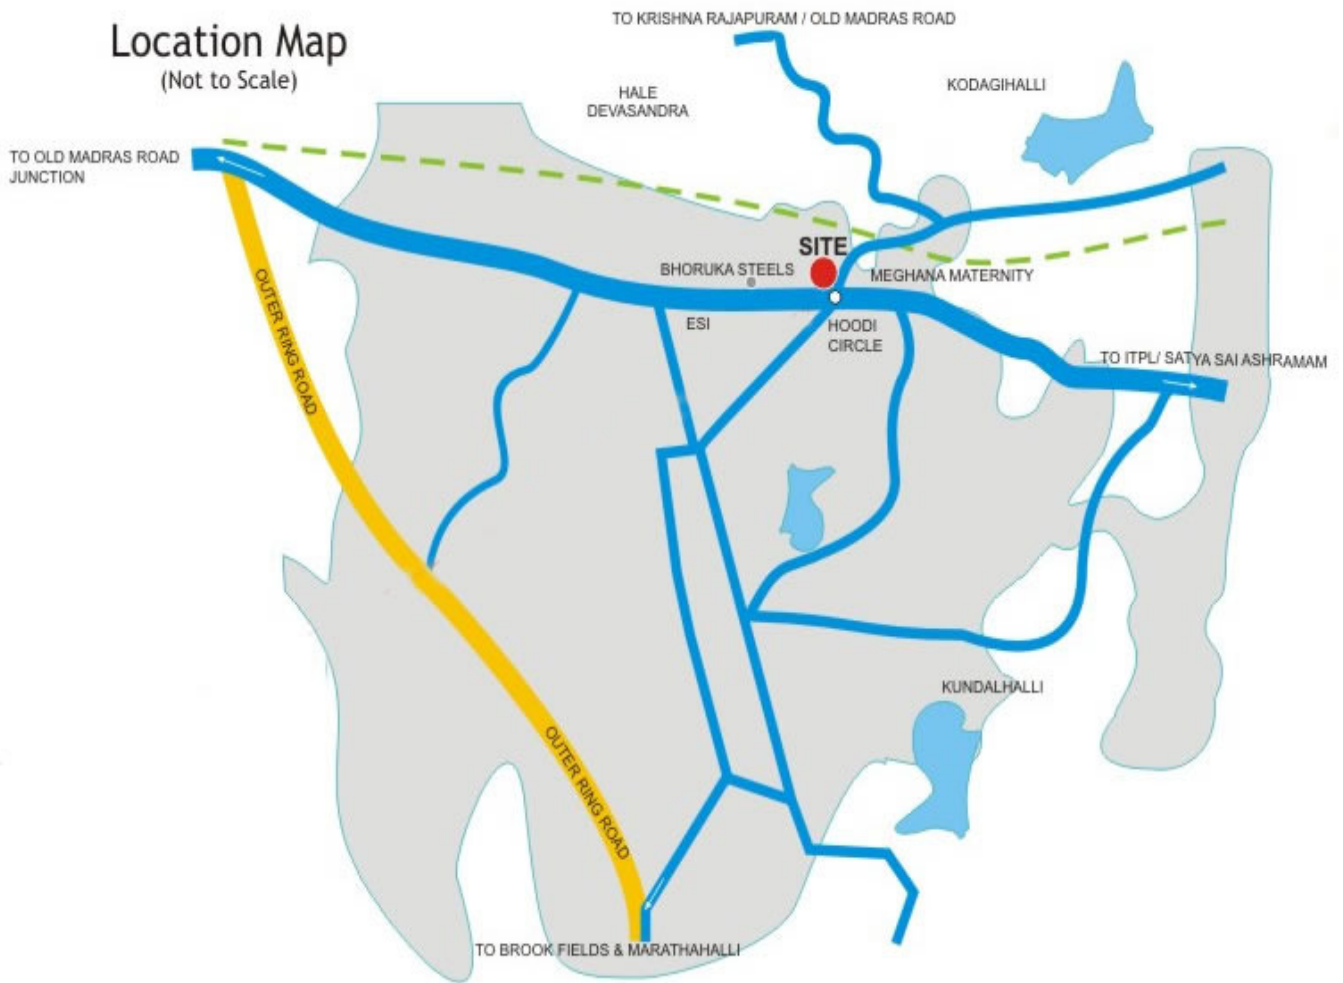 TO KRISHNA RAJAPURAM / OLD MADRAS ROAD
Location Map
(Not to Scale)
HALE
DEVASANDRA
KODAGIHALLI
TO OLD MADRAS ROAD
JUNCTION
SITE
BHORUKA STEELS
MEGHANA MATERNITY
OUTER RING ROAD
ESI
HOODI
CIRCLE
TO ITPL/ SATYA SAI ASHRAMAM
KUNDALHALLI
OUTER RING ROAD
TO BROOK FIELDS & MARATHAHALLI